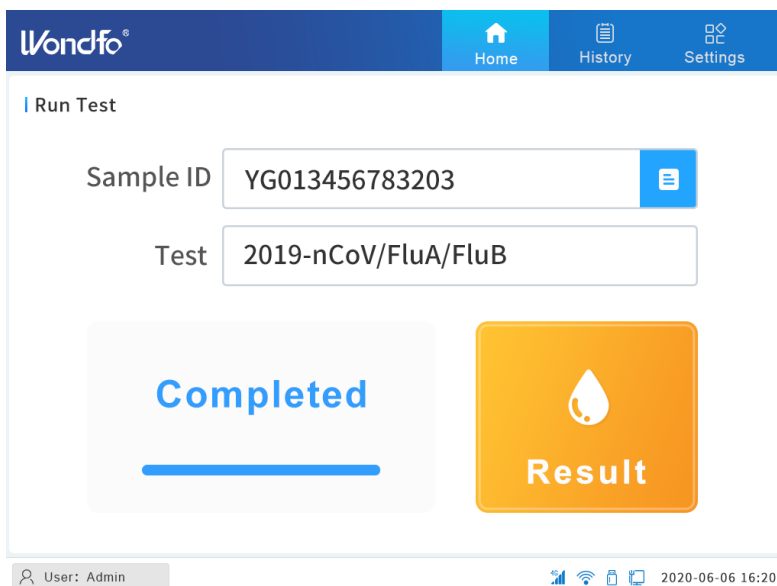 Wondfo®
Home
History
Settings
Run Test
Sample ID
YG013456783203
Test
2019-nCoV/FluA/FluB
Completed
Result
User: Admin
4G
2020-06-06 16:20